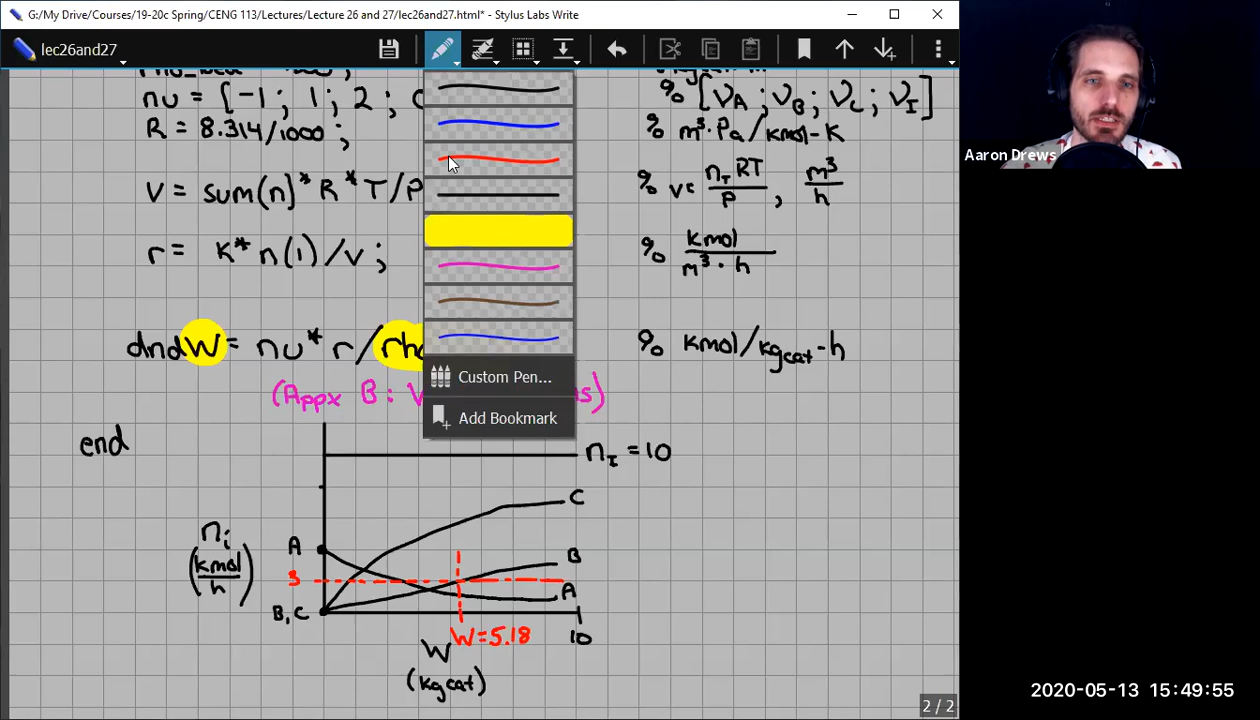 G:/My Drive/Courses/19-20c Spring/CENG 113/Lectures/Lecture 26 and 27/lec26and27.html* - Stylus Labs Write
lec26and27
nu = [-1 ; 1 ; 2 ;
% [νA ; νB ; νC ; νI]
R = 8.314/1000 ;
% m³·Pa/kmol-K
Aaron Drews
V = sum(n)*R*T/P
% v= nTRT/P , m³/h
r = K* n(1)/v ;
% kmol/m³·h
dndW = nu* r/rho
% kmol/kgcat-h
Custom Pen...
(Appx B: V s)
Add Bookmark
end
nI = 10
C
ni
(kmol/h)
A
B
3
A
B,C
W=5.18
10
W
(kgcat)
2 / 2
2020-05-13 15:49:55